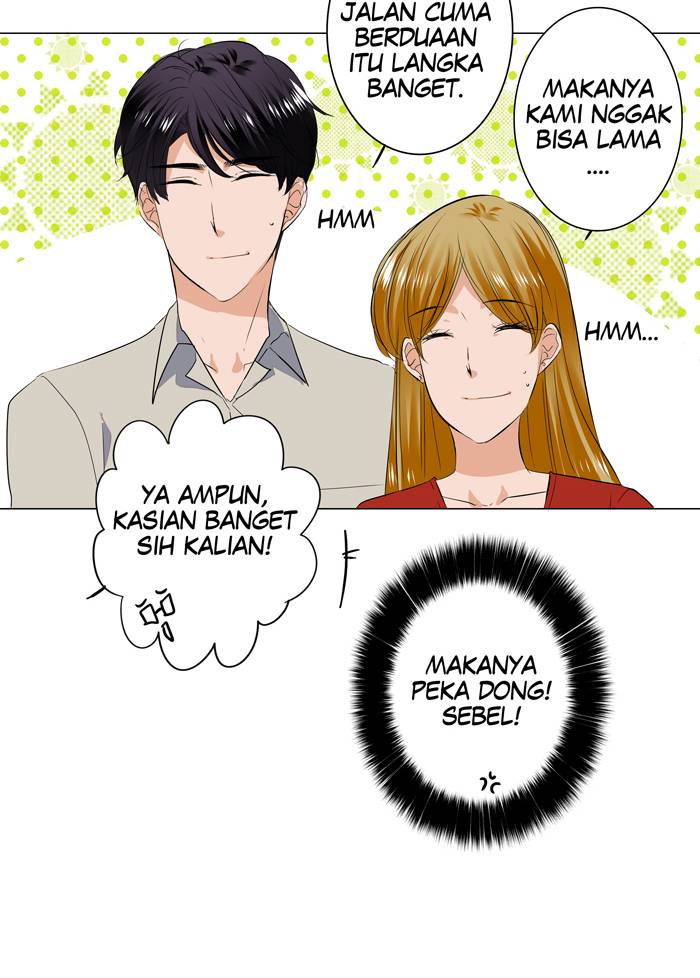 JALAN CUMA
BERDUAAN
ITU LANGKA
BANGET.
MAKANYA
KAMI NGGAK
BISA LAMA
....
HMM
HMM...
YA AMPUN,
KASIAN BANGET
SIH KALIAN!
MAKANYA
PEKA DONG!
SEBEL!